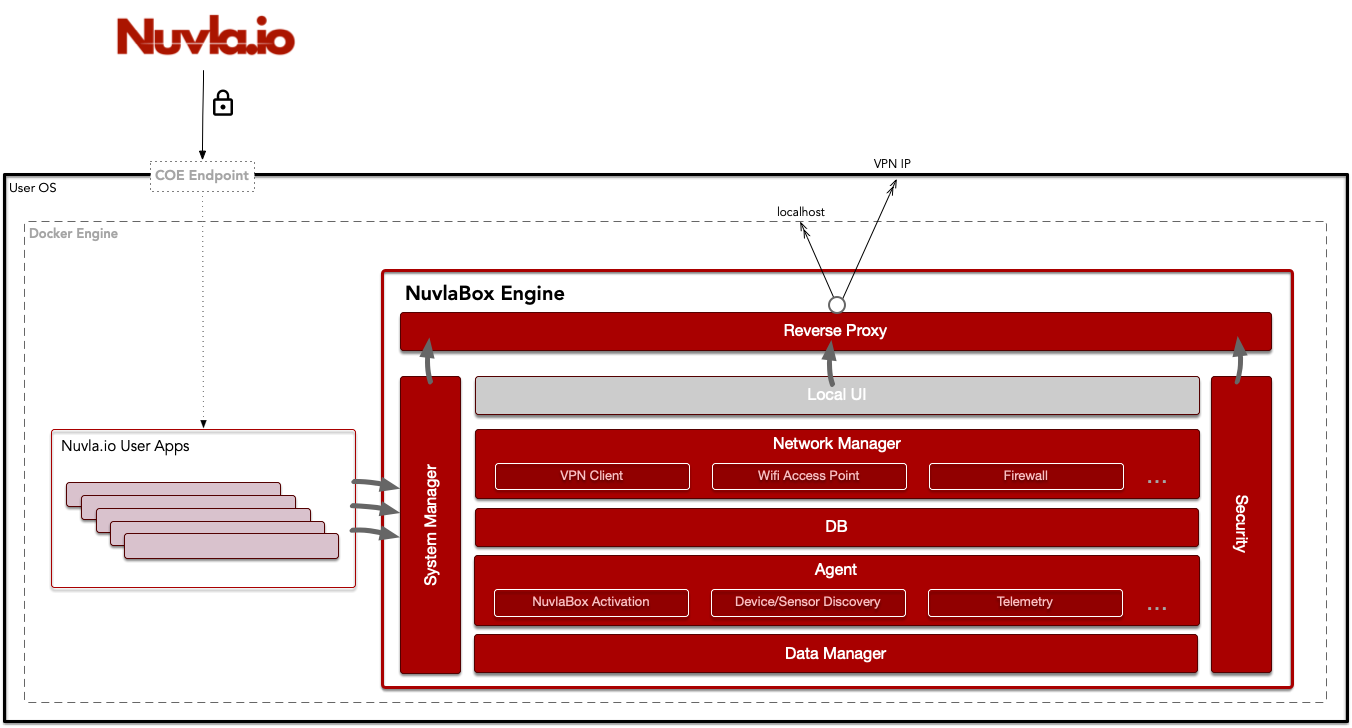 Nuvla.io
COE Endpoint
VPN IP
User OS
localhost
Docker Engine
NuvlaBox Engine
Reverse Proxy
Local UI
Nuvla.io User Apps
System Manager
Network Manager
VPN Client
Wifi Access Point
Firewall
...
DB
Security
Agent
NuvlaBox Activation
Device/Sensor Discovery
Telemetry
...
Data Manager